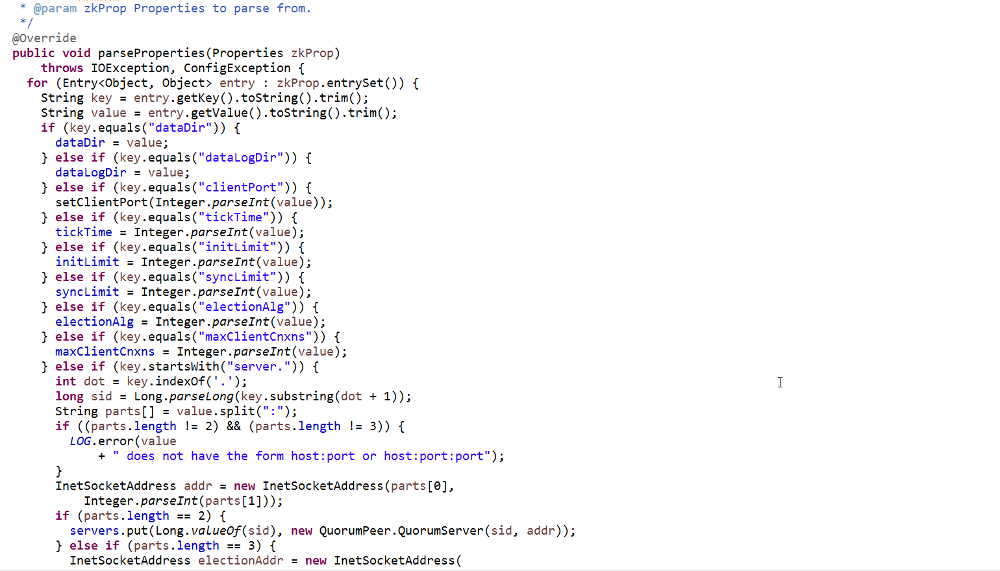 * @param zkProp Properties to parse from.
 */
@Override
public void parseProperties(Properties zkProp)
    throws IOException, ConfigException {
  for (Entry<Object, Object> entry : zkProp.entrySet()) {
    String key = entry.getKey().toString().trim();
    String value = entry.getValue().toString().trim();
    if (key.equals("dataDir")) {
      dataDir = value;
    } else if (key.equals("dataLogDir")) {
      dataLogDir = value;
    } else if (key.equals("clientPort")) {
      setClientPort(Integer.parseInt(value));
    } else if (key.equals("tickTime")) {
      tickTime = Integer.parseInt(value);
    } else if (key.equals("initLimit")) {
      initLimit = Integer.parseInt(value);
    } else if (key.equals("syncLimit")) {
      syncLimit = Integer.parseInt(value);
    } else if (key.equals("electionAlg")) {
      electionAlg = Integer.parseInt(value);
    } else if (key.equals("maxClientCnxns")) {
      maxClientCnxns = Integer.parseInt(value);
    } else if (key.startsWith("server.")) {
      int dot = key.indexOf('.');
      long sid = Long.parseLong(key.substring(dot + 1));
      String parts[] = value.split(":");
      if ((parts.length != 2) && (parts.length != 3)) {
        LOG.error(value
            + " does not have the form host:port or host:port:port");
      }
      InetSocketAddress addr = new InetSocketAddress(parts[0],
          Integer.parseInt(parts[1]));
      if (parts.length == 2) {
        servers.put(Long.valueOf(sid), new QuorumPeer.QuorumServer(sid, addr));
      } else if (parts.length == 3) {
        InetSocketAddress electionAddr = new InetSocketAddress(